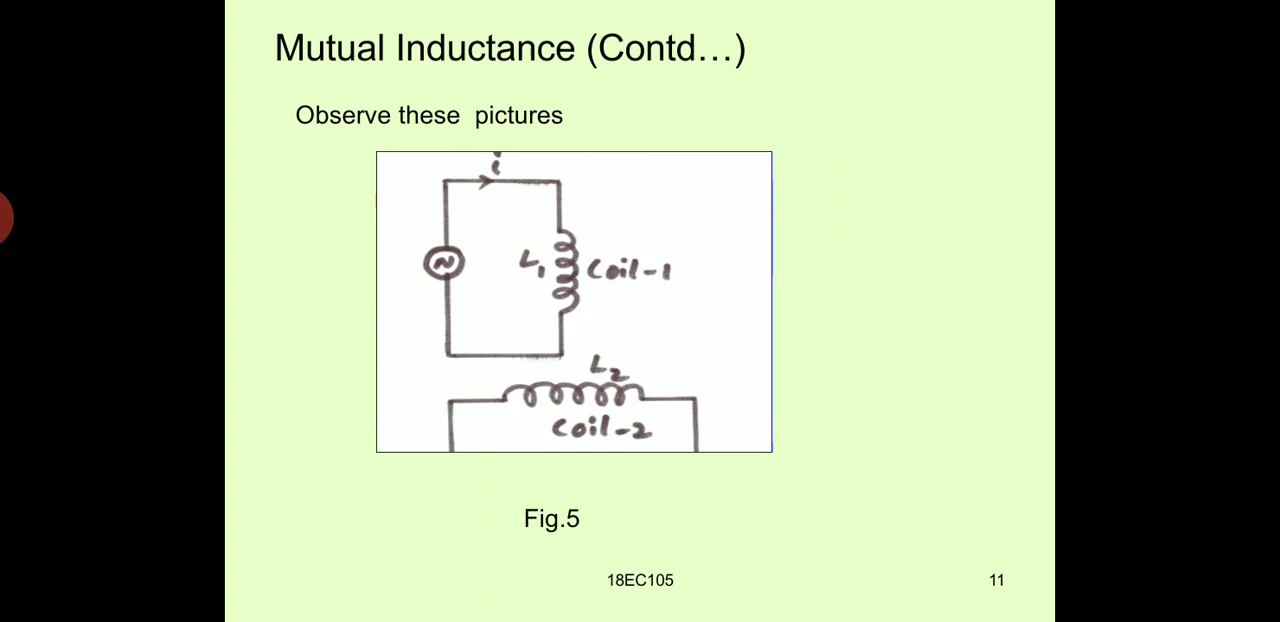 Mutual Inductance (Contd…)
Observe these pictures
i
~
L1 Coil-1
L2
Coil-2
Fig.5
18EC105 11